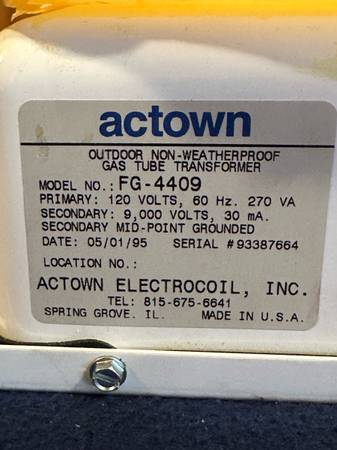 actown
OUTDOOR NON-WEATHERPROOF
GAS TUBE TRANSFORMER
MODEL NO.: FG-4409
PRIMARY: 120 VOLTS, 60 Hz. 270 VA
SECONDARY: 9,000 VOLTS, 30 mA.
SECONDARY MID-POINT GROUNDED
DATE: 05/01/95 SERIAL #93387664
LOCATION NO.:
ACTOWN ELECTROCOIL, INC.
TEL: 815-675-6641
SPRING GROVE. IL. MADE IN U.S.A.